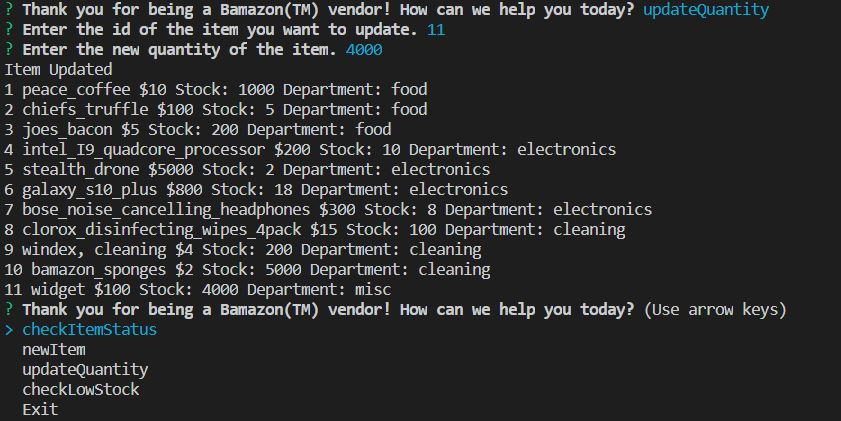 ? Thank you for being a Bamazon(TM) vendor! How can we help you today? updateQuantity
? Enter the id of the item you want to update. 11
? Enter the new quantity of the item. 4000
Item Updated
1 peace_coffee $10 Stock: 1000 Department: food
2 chiefs_truffle $100 Stock: 5 Department: food
3 joes_bacon $5 Stock: 200 Department: food
4 intel_I9_quadcore_processor $200 Stock: 10 Department: electronics
5 stealth_drone $5000 Stock: 2 Department: electronics
6 galaxy_s10_plus $800 Stock: 18 Department: electronics
7 bose_noise_cancelling_headphones $300 Stock: 8 Department: electronics
8 clorox_disinfecting_wipes_4pack $15 Stock: 100 Department: cleaning
9 windex, cleaning $4 Stock: 200 Department: cleaning
10 bamazon_sponges $2 Stock: 5000 Department: cleaning
11 widget $100 Stock: 4000 Department: misc
? Thank you for being a Bamazon(TM) vendor! How can we help you today? (Use arrow keys)
> checkItemStatus
newItem
updateQuantity
checkLowStock
Exit